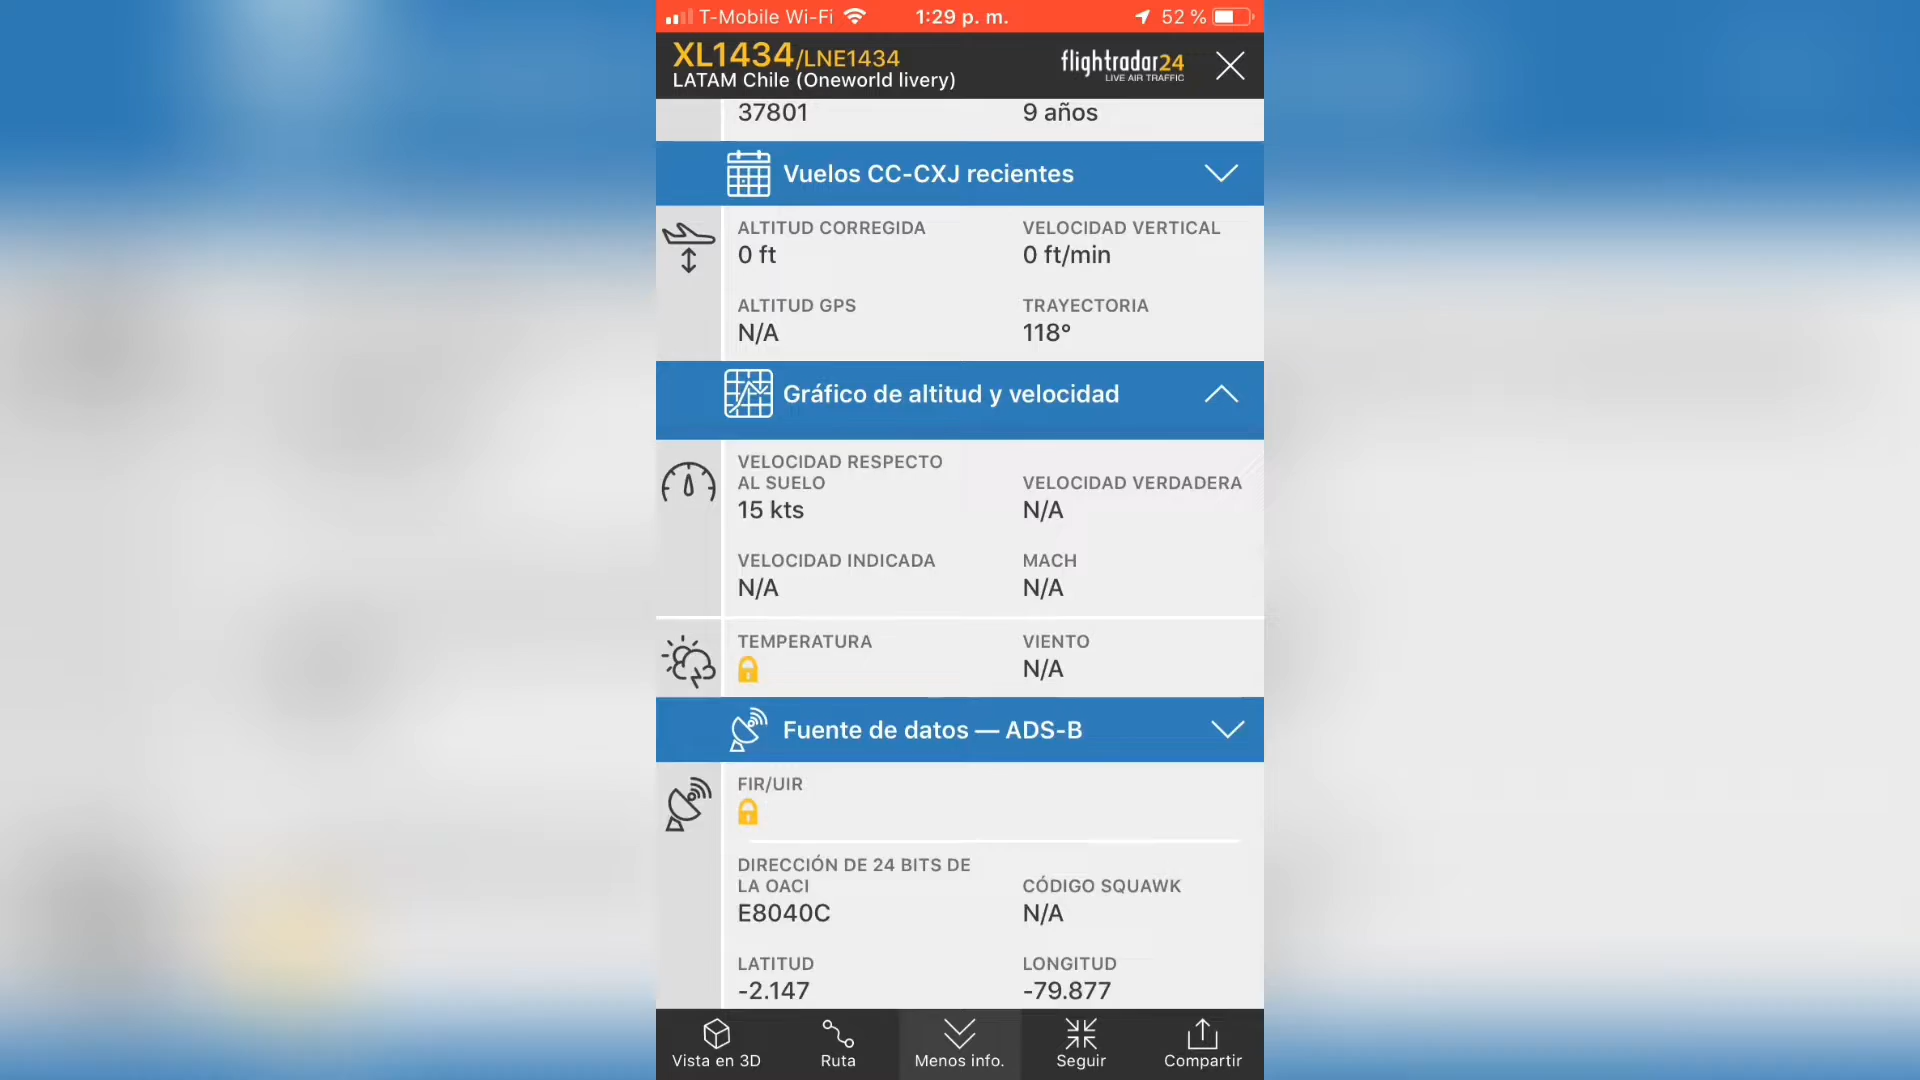 T-Mobile Wi-Fi 1:29 p. m. 52 %
XL1434/LNE1434
LATAM Chile (Oneworld livery)
flightradar24
LIVE AIR TRAFFIC
37801 9 años
Vuelos CC-CXJ recientes
ALTITUD CORREGIDA VELOCIDAD VERTICAL
0 ft 0 ft/min
ALTITUD GPS TRAYECTORIA
N/A 118°
Gráfico de altitud y velocidad
VELOCIDAD RESPECTO
AL SUELO VELOCIDAD VERDADERA
15 kts N/A
VELOCIDAD INDICADA MACH
N/A N/A
TEMPERATURA VIENTO
N/A
Fuente de datos — ADS-B
FIR/UIR
DIRECCIÓN DE 24 BITS DE
LA OACI CÓDIGO SQUAWK
E8040C N/A
LATITUD LONGITUD
-2.147 -79.877
Vista en 3D Ruta Menos info. Seguir Compartir